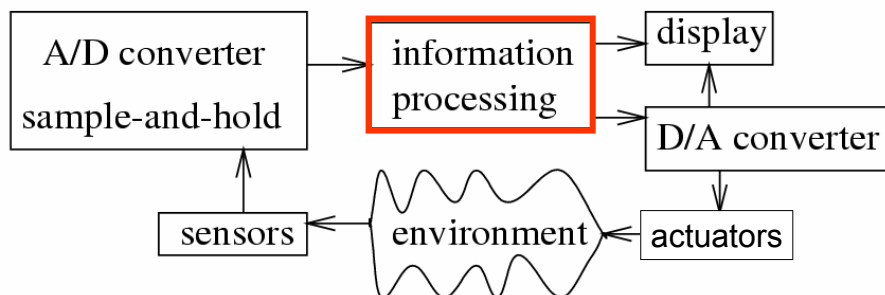 A/D converter
sample-and-hold
information
processing
display
D/A converter
sensors
environment
actuators